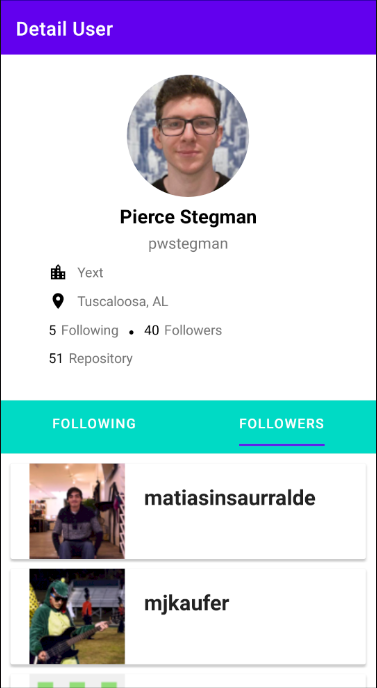 Detail User
Pierce Stegman
pwstegman
Yext
Tuscaloosa, AL
5 Following • 40 Followers
51 Repository
FOLLOWING FOLLOWERS
matiasinsaurralde
mjkaufer